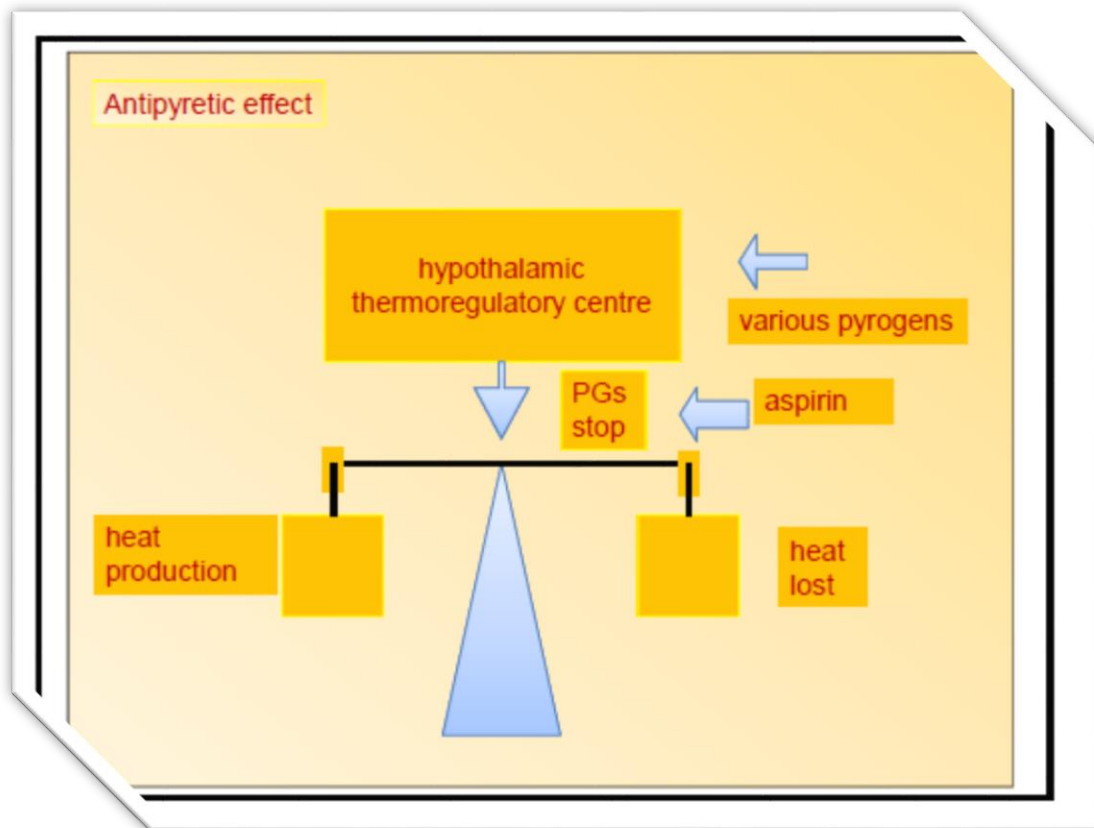 Antipyretic effect
hypothalamic
thermoregulatory centre
various pyrogens
PGs
stop
aspirin
heat
production
heat
lost